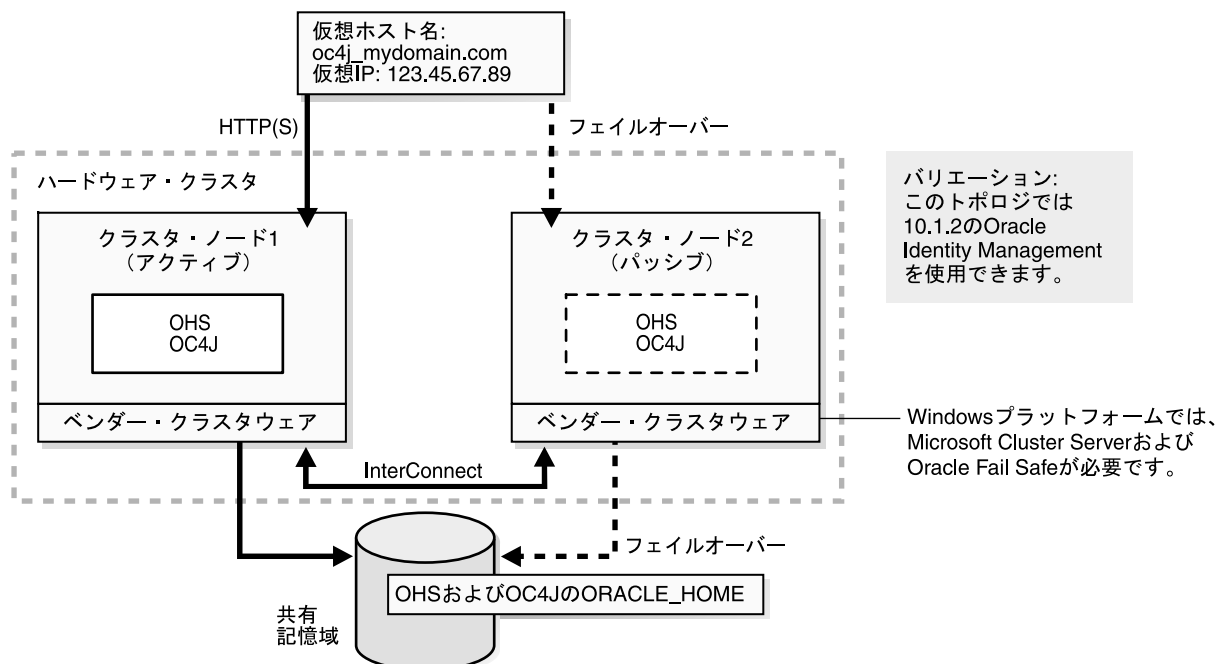 仮想ホスト名:
oc4j_mydomain.com
仮想IP: 123.45.67.89
HTTP(S)
フェイルオーバー
ハードウェア・クラスタ
クラスタ・ノード1
(アクティブ)
OHS
OC4J
ベンダー・クラスタウェア
クラスタ・ノード2
(パッシブ)
OHS
OC4J
ベンダー・クラスタウェア
InterConnect
バリエーション:
このトポロジでは
10.1.2のOracle
Identity Management
を使用できます。
Windowsプラットフォームでは、
Microsoft Cluster Serverおよび
Oracle Fail Safeが必要です。
フェイルオーバー
OHSおよびOC4JのORACLE_HOME
共有
記憶域